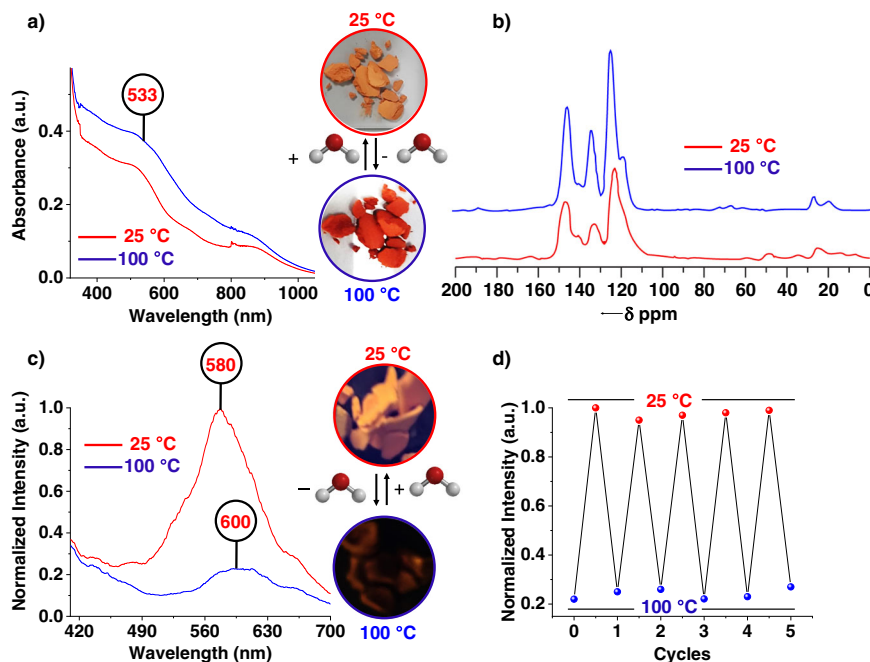 a)
25 °C
533
Absorbance (a.u.)
0.4
0.2
0.0
+
-
25 °C
100 °C
400 600 800 1000
Wavelength (nm)
100 °C
b)
25 °C
100 °C
200 180 160 140 120 100 80 60 40 20 0
←δ ppm
c)
25 °C
580
Normalized Intensity (a.u.)
1.0
0.8
0.6
0.4
0.2
0.0
25 °C
100 °C
600
−
+
420 490 560 630 700
Wavelength (nm)
100 °C
d)
25 °C
Normalized Intensity (a.u.)
1.0
0.8
0.6
0.4
0.2
100 °C
0 1 2 3 4 5
Cycles